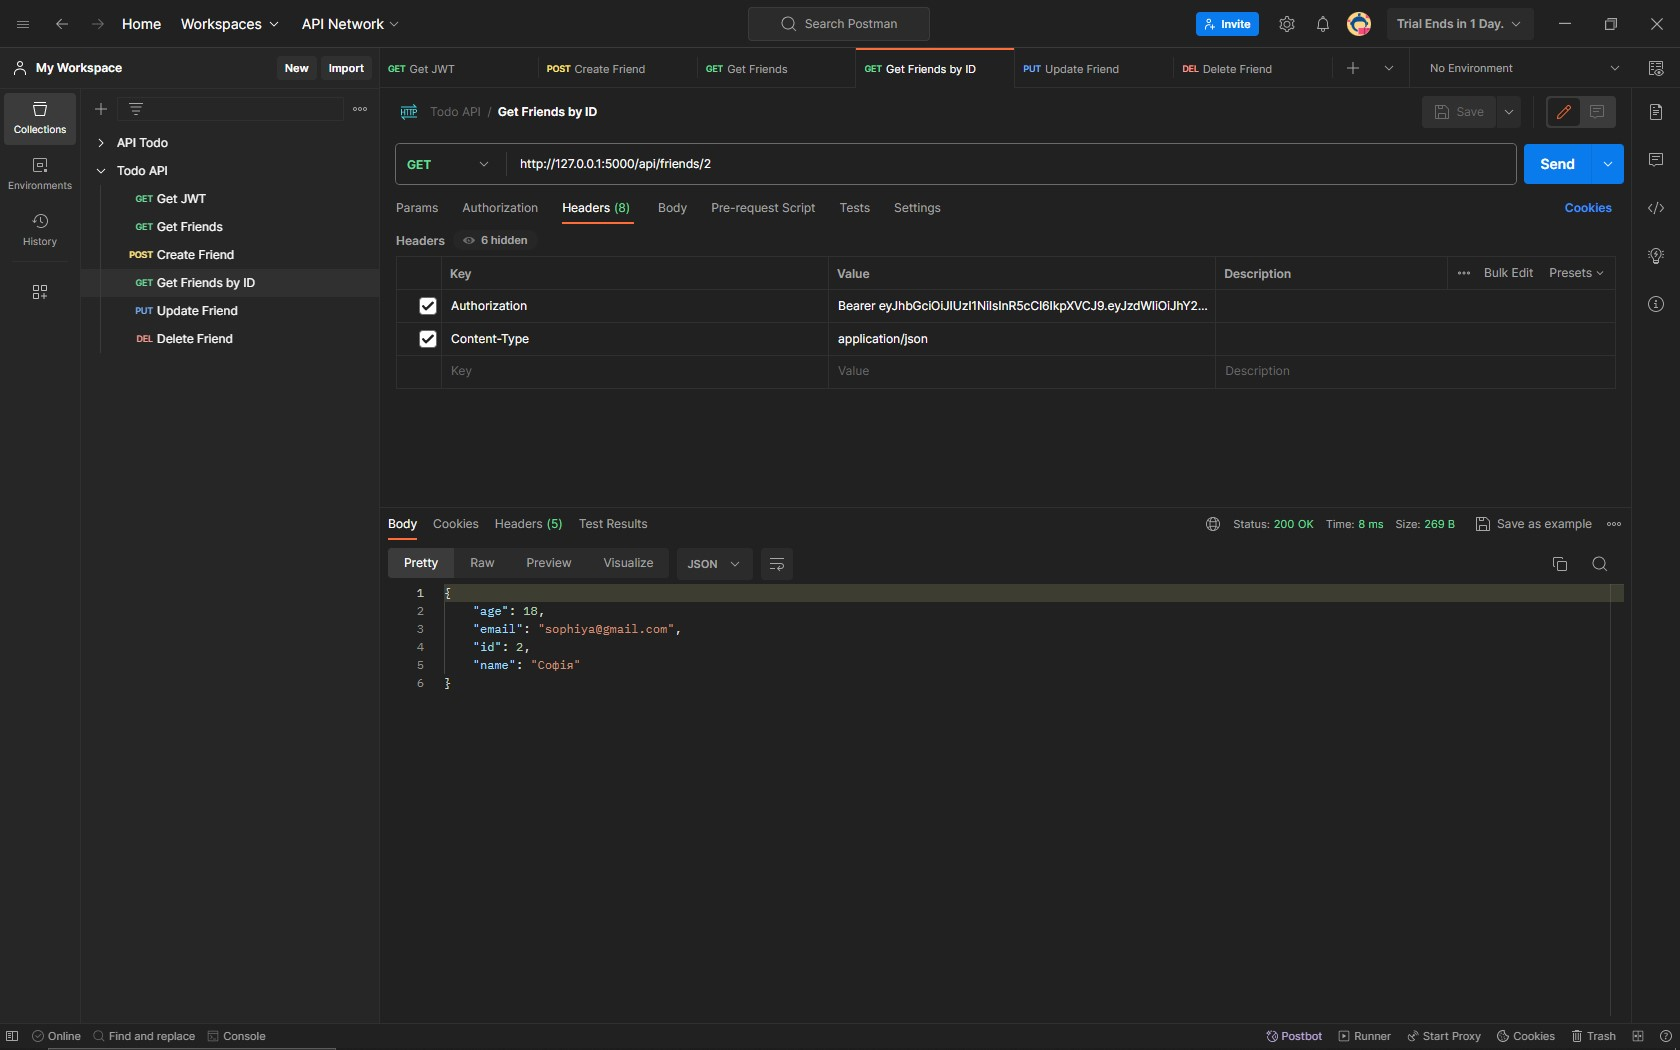 Home Workspaces API Network Search Postman Invite Trial Ends in 1 Day.
My Workspace New Import GET Get JWT POST Create Friend GET Get Friends GET Get Friends by ID PUT Update Friend DEL Delete Friend No Environment
Collections
Environments
History
API Todo
Todo API
GET Get JWT
GET Get Friends
POST Create Friend
GET Get Friends by ID
PUT Update Friend
DEL Delete Friend
HTTP Todo API / Get Friends by ID Save
GET http://127.0.0.1:5000/api/friends/2 Send
Params Authorization Headers (8) Body Pre-request Script Tests Settings Cookies
Headers 6 hidden
Key Value Description Bulk Edit Presets
Authorization Bearer eyJhbGciOiJIUzI1NiIsInR5cCI6IkpXVCJ9.eyJzdWIiOiJhY2...
Content-Type application/json
Key Value Description
Body Cookies Headers (5) Test Results Status: 200 OK Time: 8 ms Size: 269 B Save as example
Pretty Raw Preview Visualize JSON
1 {
2 "age": 18,
3 "email": "sophiya@gmail.com",
4 "id": 2,
5 "name": "Софія"
6 }
Online Find and replace Console Postbot Runner Start Proxy Cookies Trash